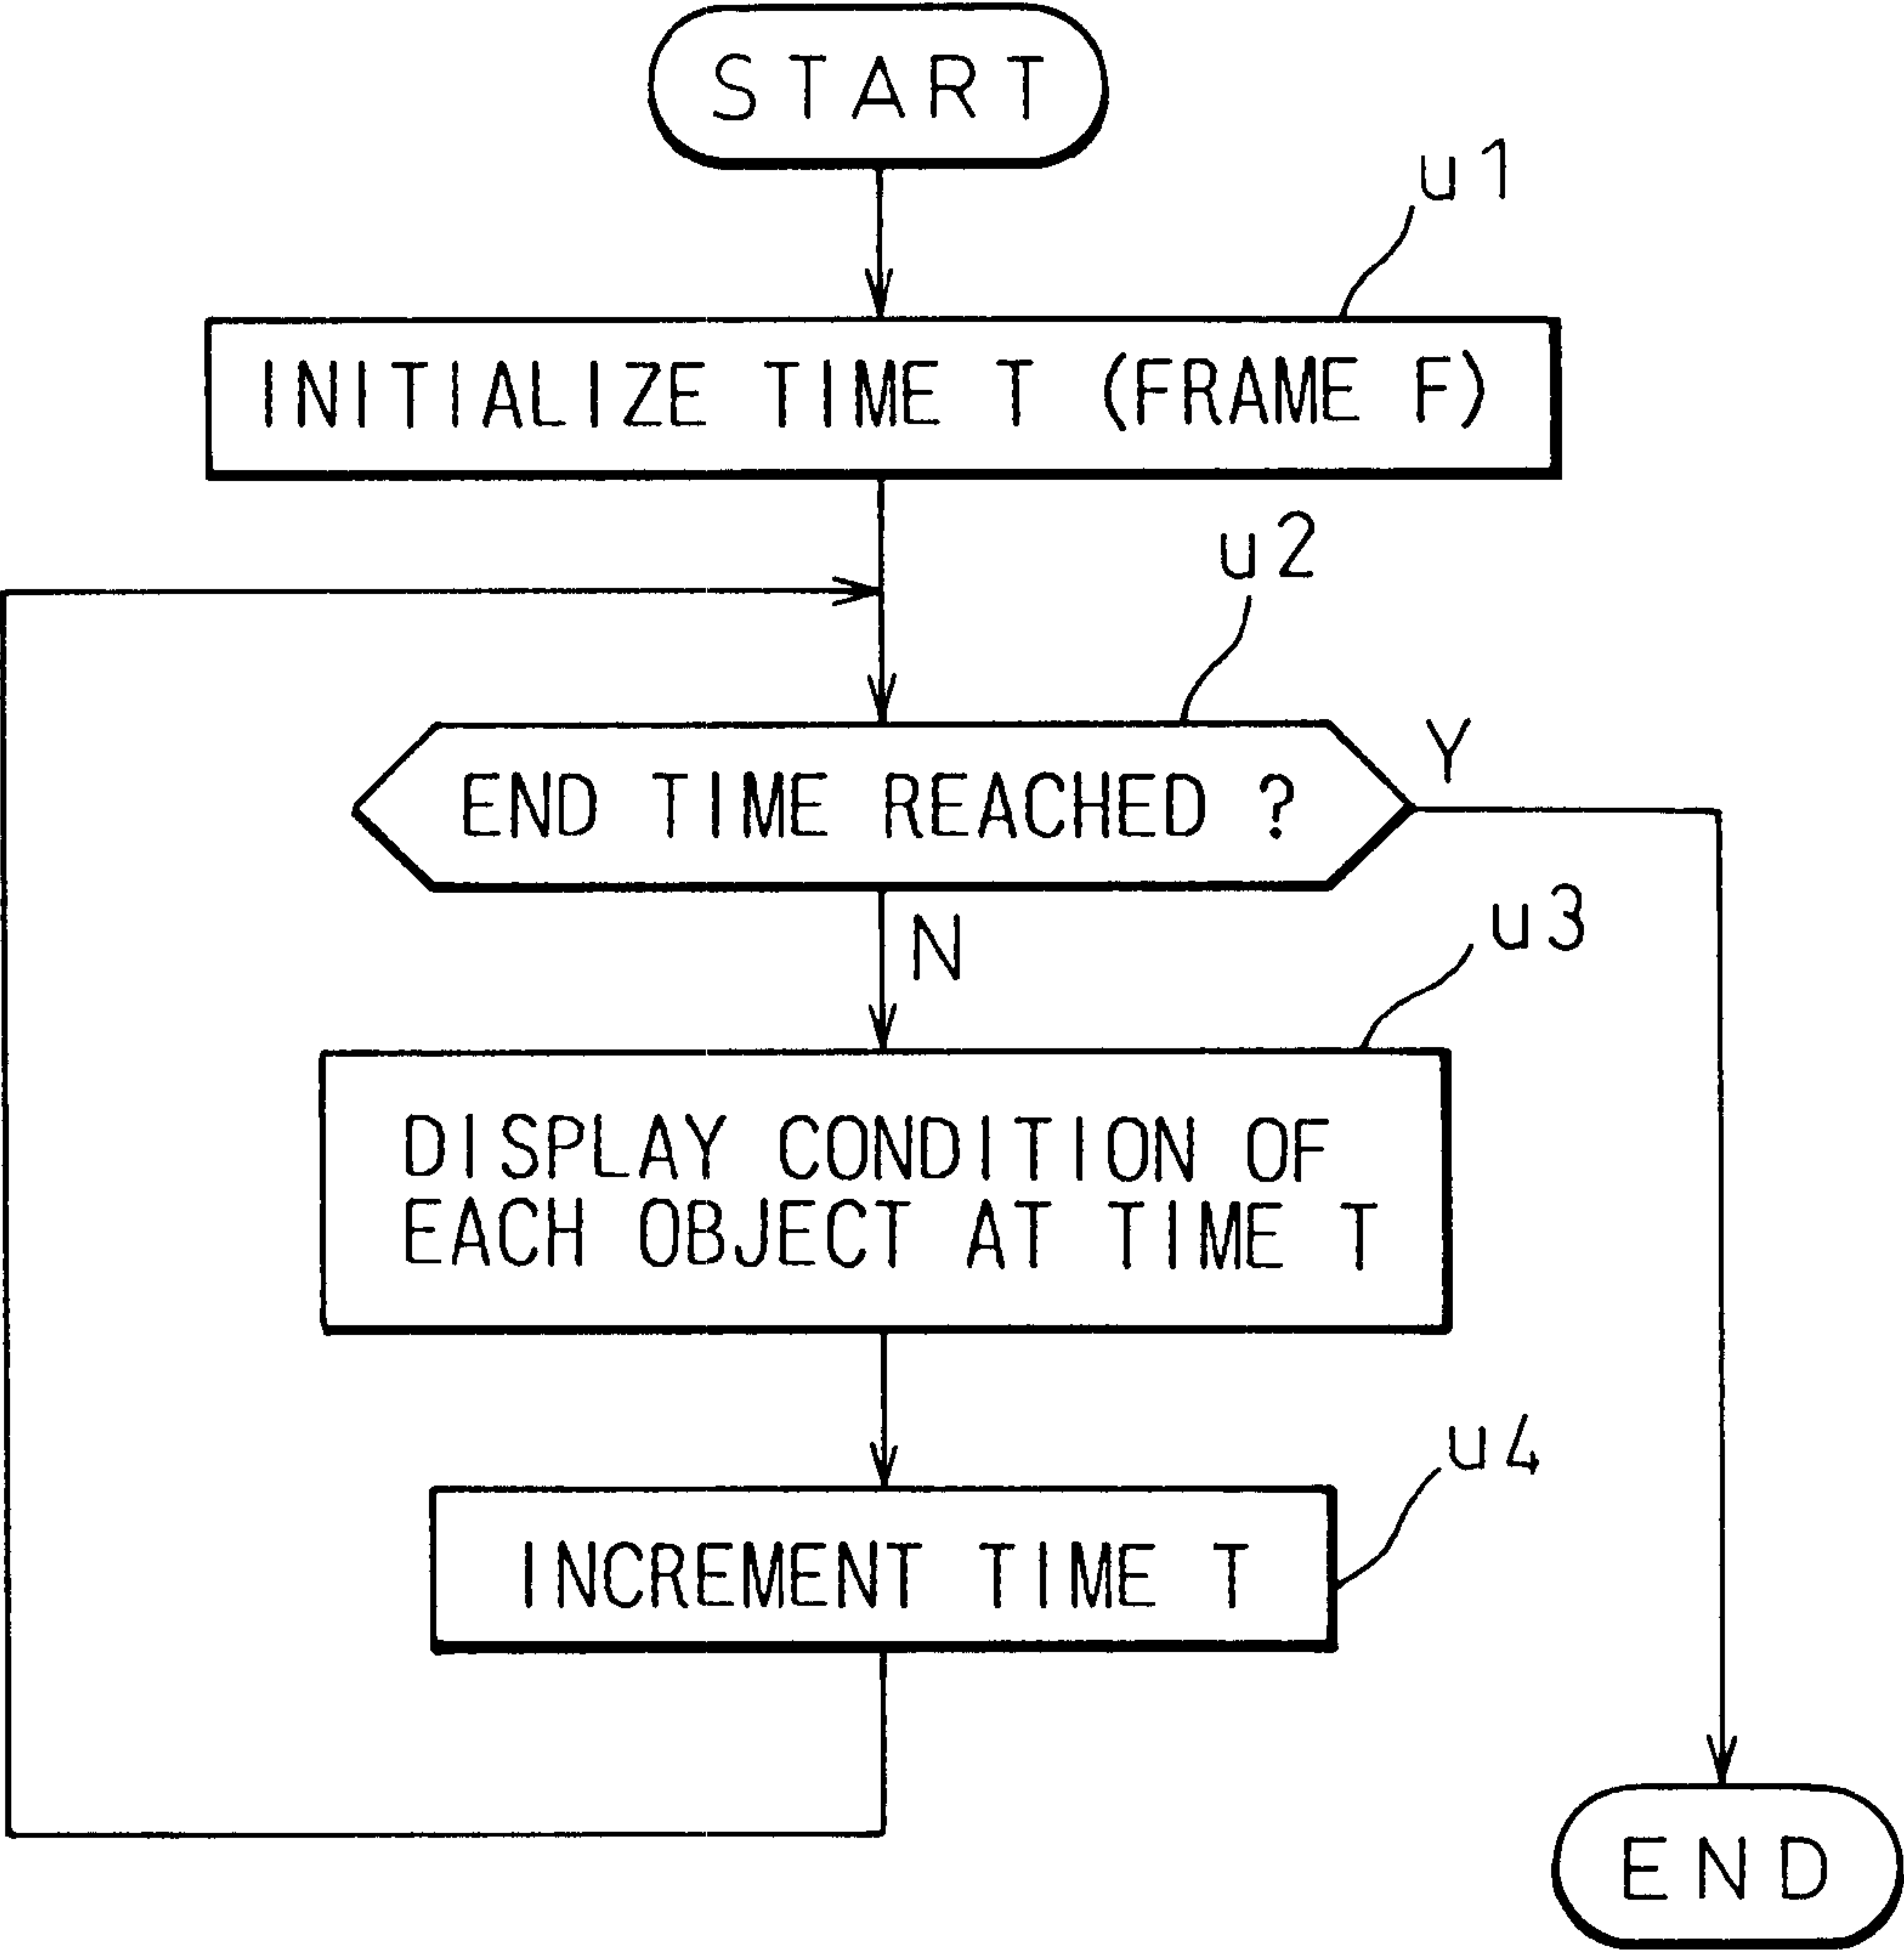 START
u1
INITIALIZE TIME T (FRAME F)
u2
END TIME REACHED ?
Y
N
u3
DISPLAY CONDITION OF
EACH OBJECT AT TIME T
u4
INCREMENT TIME T
END